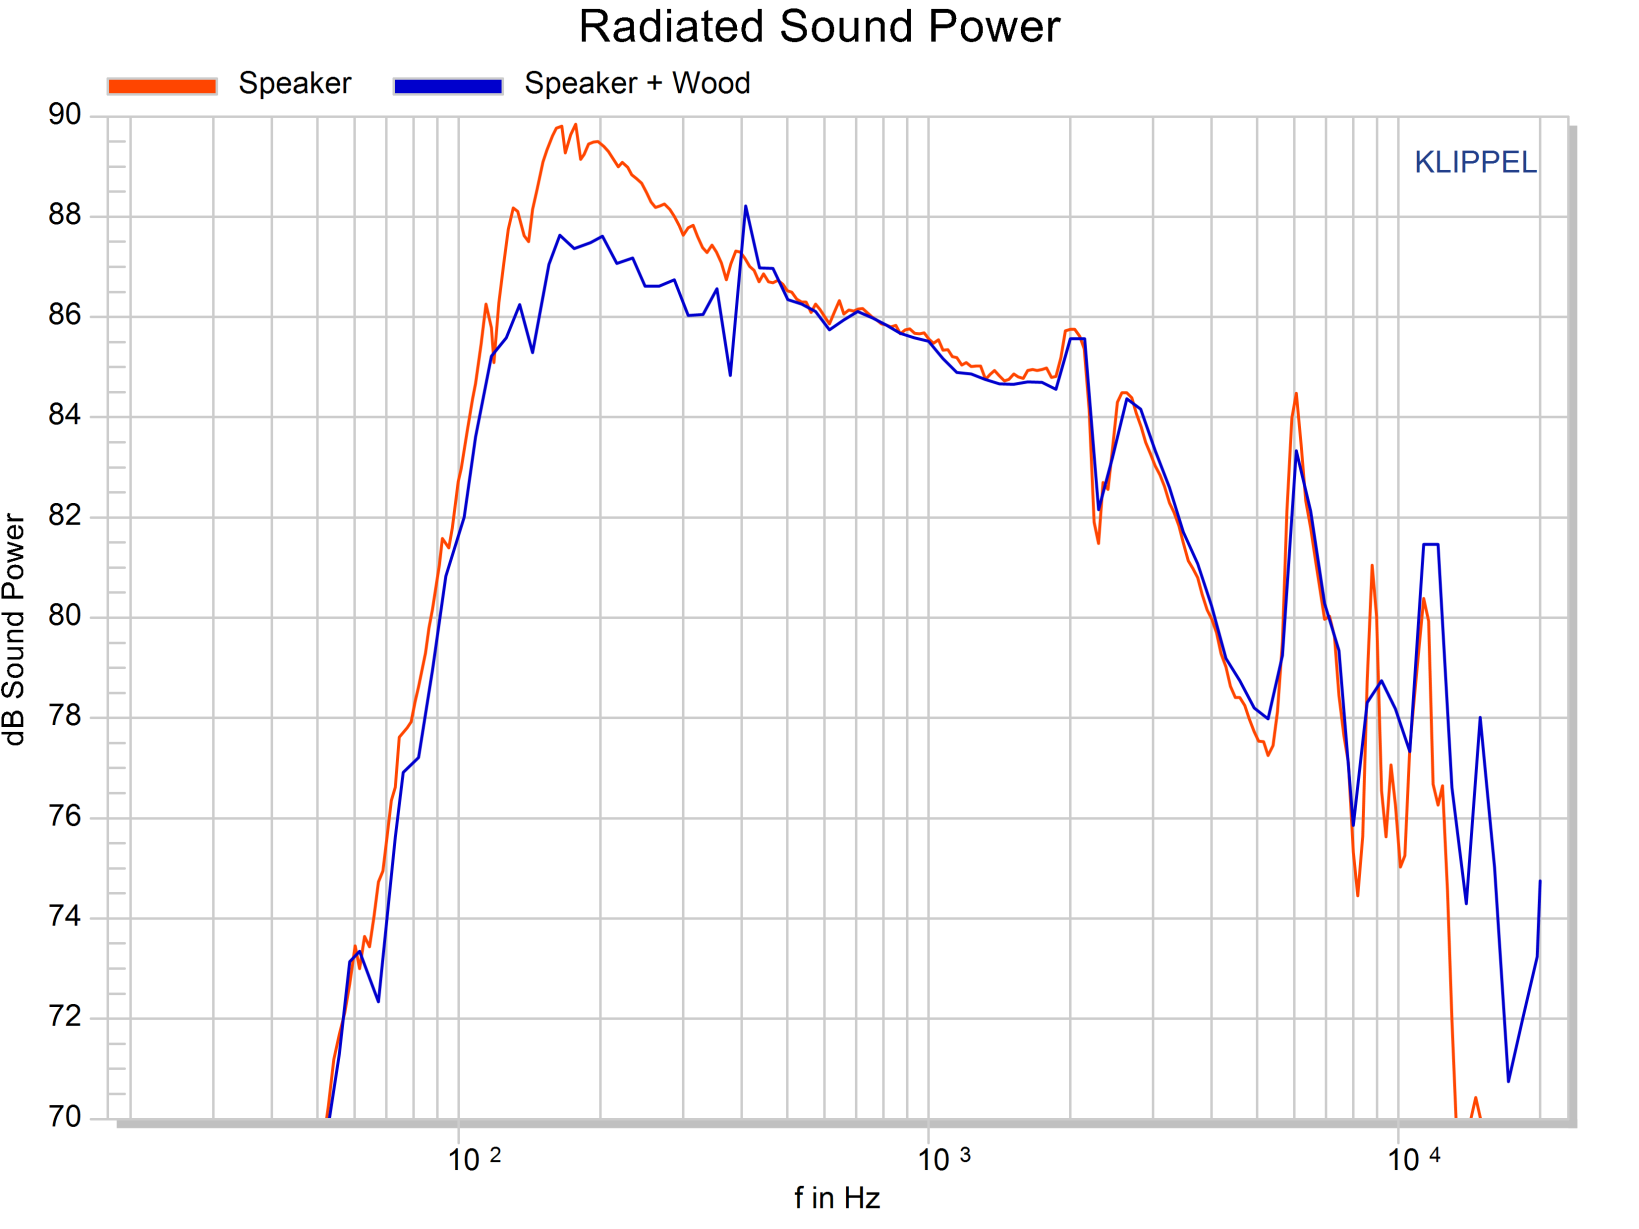 Radiated Sound Power
Speaker Speaker + Wood
KLIPPEL
dB Sound Power
90
88
86
84
82
80
78
76
74
72
70
10 2 10 3 10 4
f in Hz